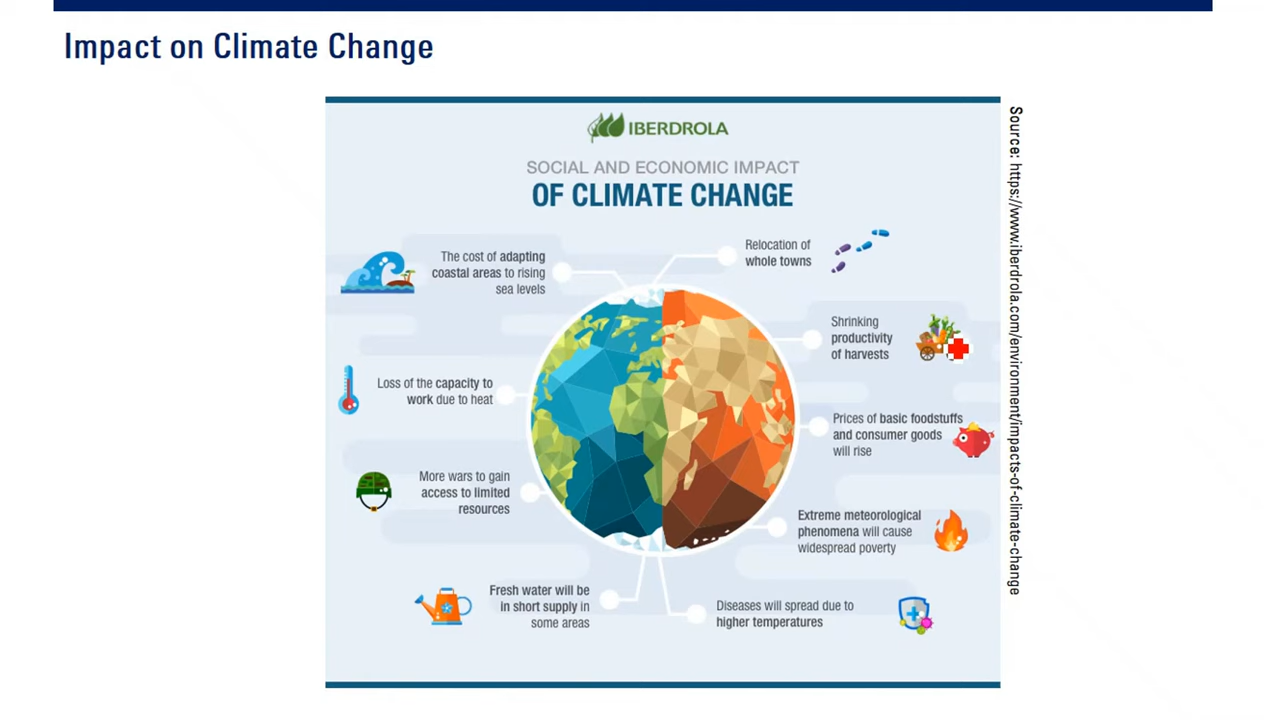 Impact on Climate Change
IBERDROLA
SOCIAL AND ECONOMIC IMPACT
OF CLIMATE CHANGE
The cost of adapting
coastal areas to rising
sea levels
Relocation of
whole towns
Shrinking
productivity
of harvests
Loss of the capacity to
work due to heat
Prices of basic foodstuffs
and consumer goods
will rise
More wars to gain
access to limited
resources
Extreme meteorological
phenomena will cause
widespread poverty
Fresh water will be
in short supply in
some areas
Diseases will spread due to
higher temperatures
Source: https://www.iberdrola.com/environment/impacts-of-climate-change